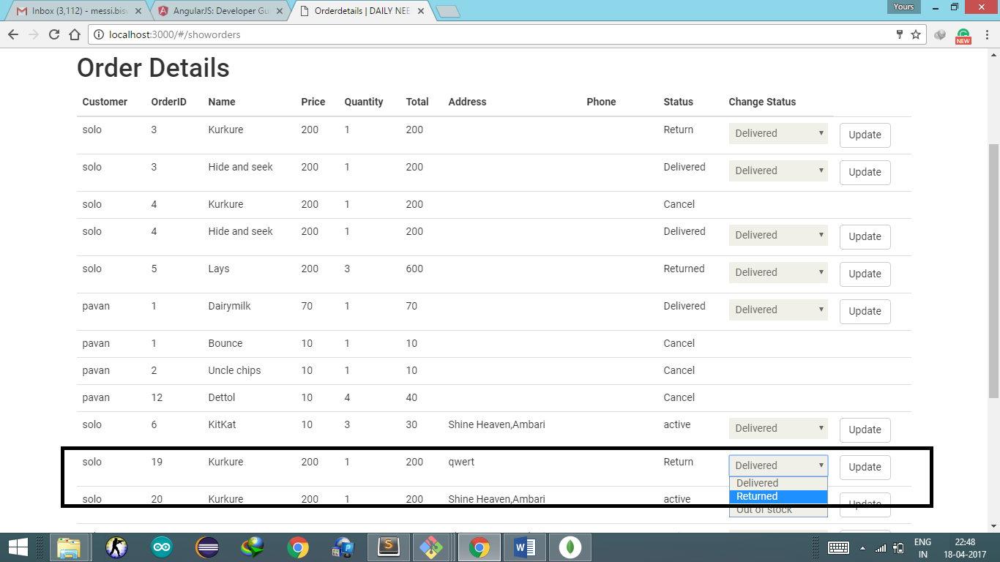 Inbox (3,112) - messi.bisw
AngularJS: Developer Gu
Orderdetails | DAILY NEE
Yours
localhost:3000/#/showorders
NEW
Order Details
Customer OrderID Name Price Quantity Total Address Phone Status Change Status
solo 3 Kurkure 200 1 200 Return Delivered Update
solo 3 Hide and seek 200 1 200 Delivered Delivered Update
solo 4 Kurkure 200 1 200 Cancel
solo 4 Hide and seek 200 1 200 Delivered Delivered Update
solo 5 Lays 200 3 600 Returned Delivered Update
pavan 1 Dairymilk 70 1 70 Delivered Delivered Update
pavan 1 Bounce 10 1 10 Cancel
pavan 2 Uncle chips 10 1 10 Cancel
pavan 12 Dettol 10 4 40 Cancel
solo 6 KitKat 10 3 30 Shine Heaven,Ambari active Delivered Update
solo 19 Kurkure 200 1 200 qwert Return Delivered Update
Delivered
Returned
Out of stock
solo 20 Kurkure 200 1 200 Shine Heaven,Ambari active Update
ENG
IN
22:48
18-04-2017